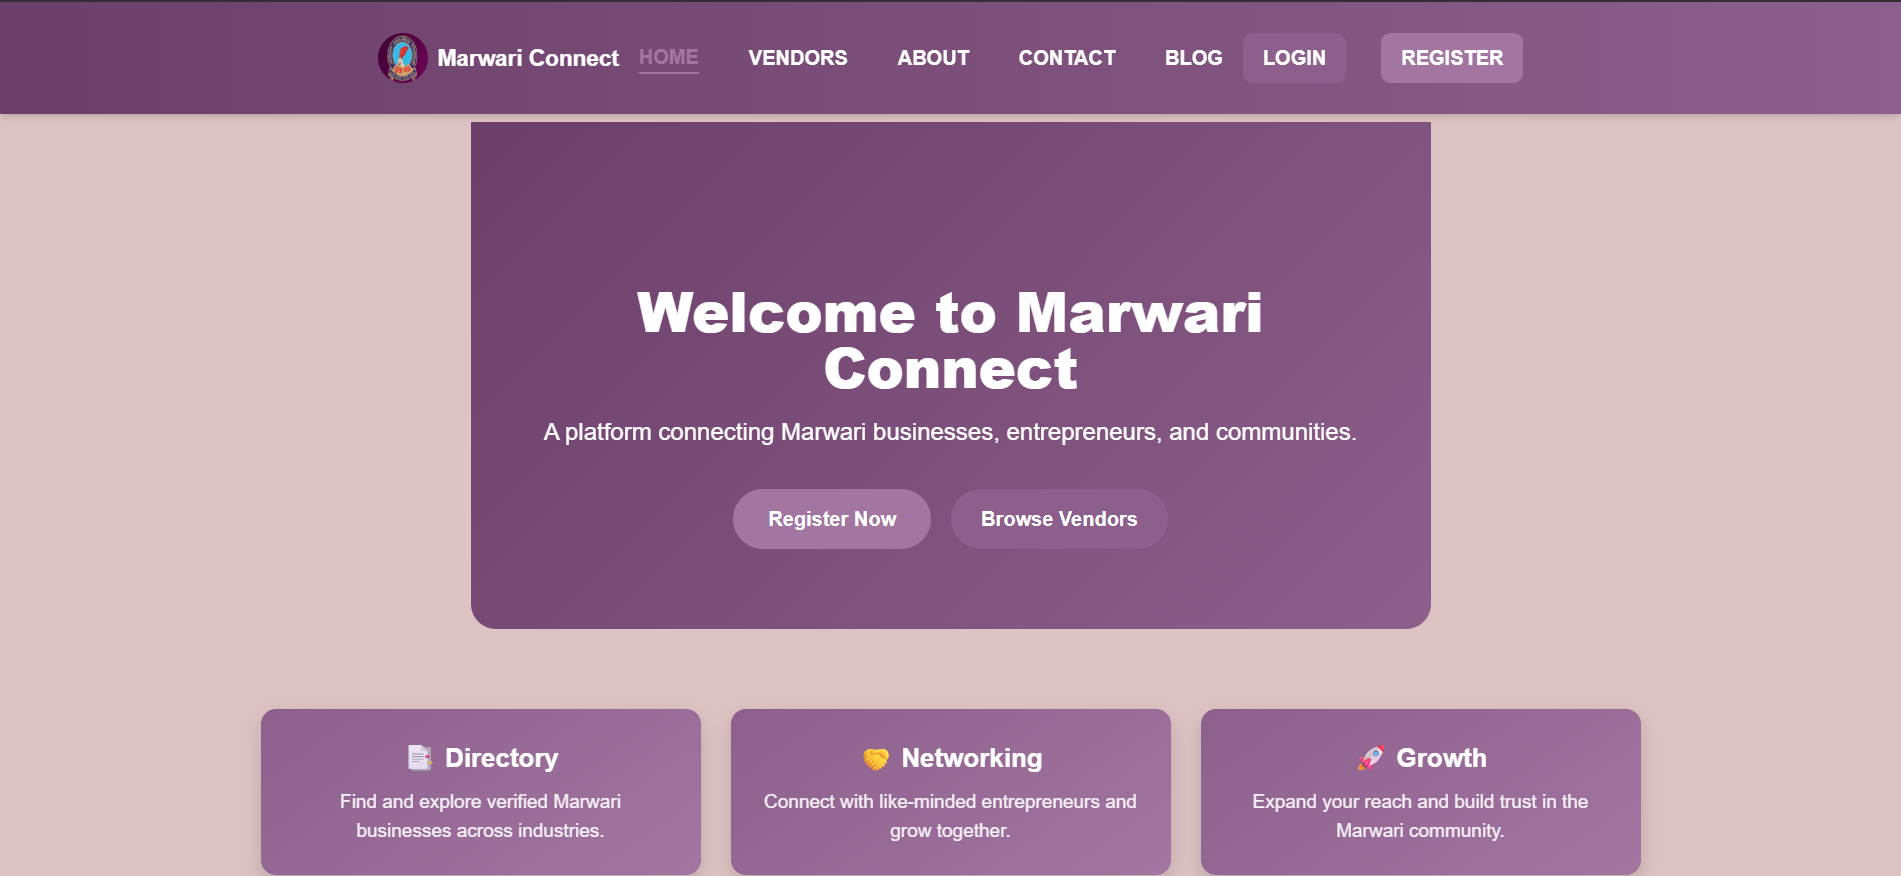 Marwari Connect HOME VENDORS ABOUT CONTACT BLOG LOGIN REGISTER
Welcome to Marwari
Connect
A platform connecting Marwari businesses, entrepreneurs, and communities.
Register Now Browse Vendors
Directory
Find and explore verified Marwari
businesses across industries.
Networking
Connect with like-minded entrepreneurs and
grow together.
Growth
Expand your reach and build trust in the
Marwari community.